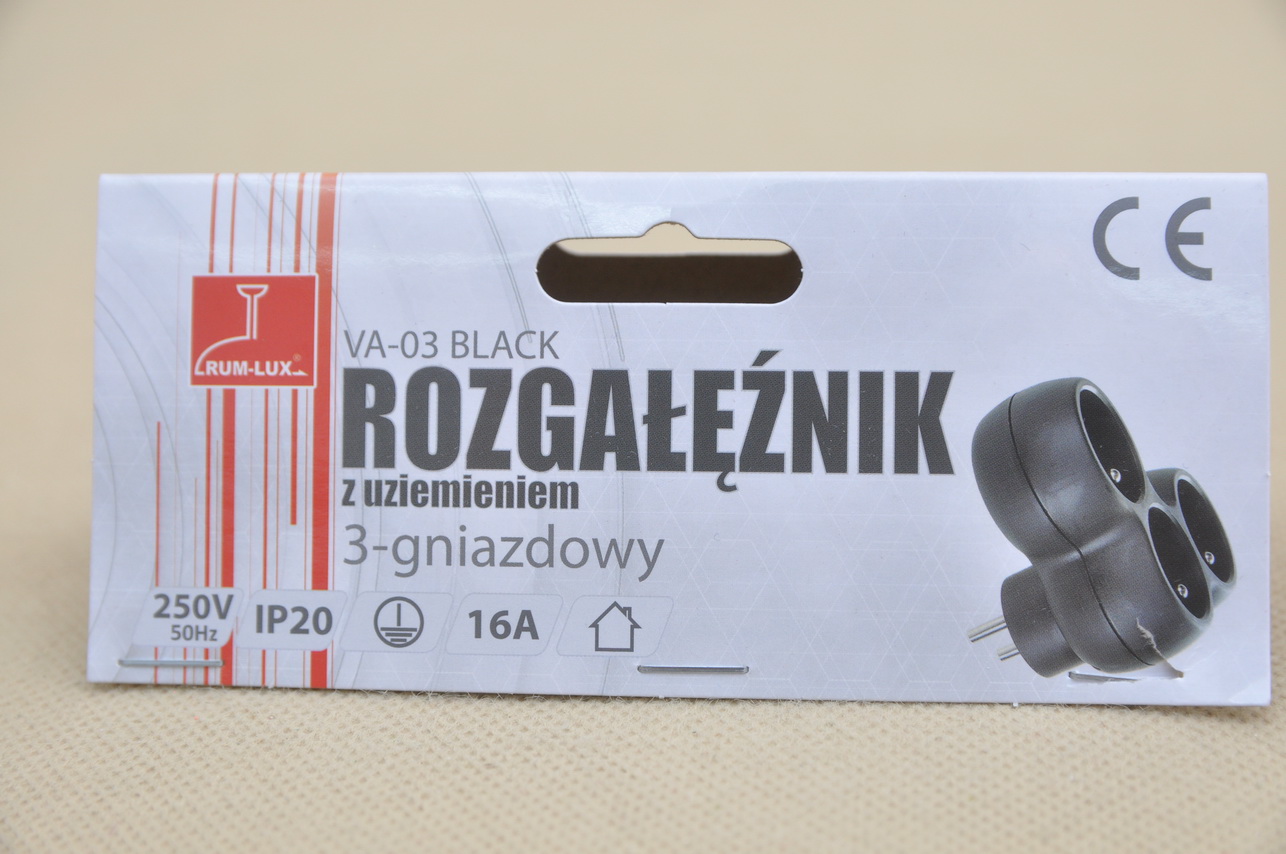 CE
RUM-LUX®
VA-03 BLACK
ROZGAŁĘŹNIK
z uziemieniem
3-gniazdowy
250V
50Hz
IP20
16A